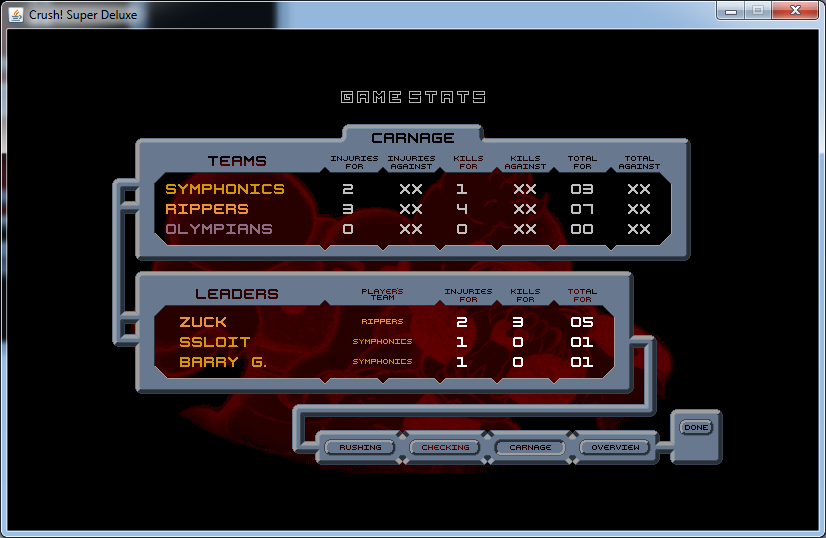 Crush! Super Deluxe
GAME STATS
CARNAGE
TEAMS INJURIES FOR INJURIES AGAINST KILLS FOR KILLS AGAINST TOTAL FOR TOTAL AGAINST
SYMPHONICS 2 XX 1 XX 03 XX
RIPPERS 3 XX 4 XX 07 XX
OLYMPIANS 0 XX 0 XX 00 XX
LEADERS PLAYER'S TEAM INJURIES FOR KILLS FOR TOTAL FOR
ZUCK RIPPERS 2 3 05
SSLOIT SYMPHONICS 1 0 01
BARRY G. SYMPHONICS 1 0 01
RUSHING CHECKING CARNAGE OVERVIEW DONE